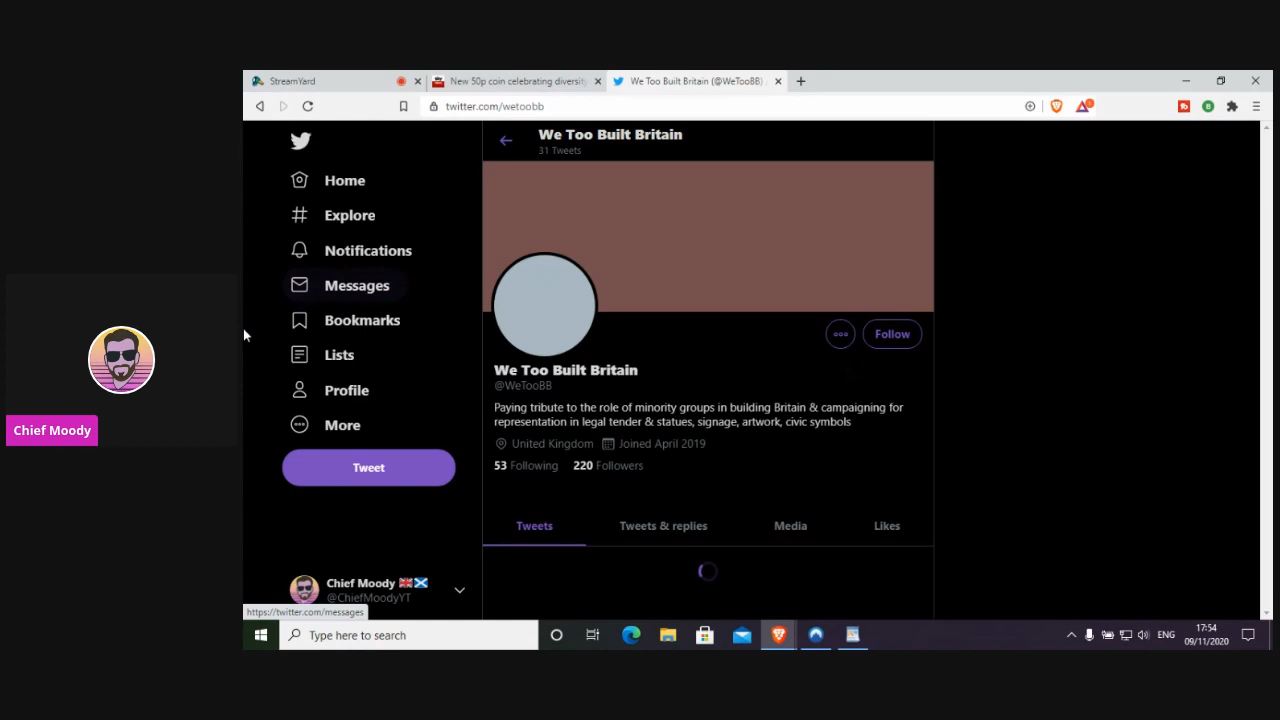 StreamYard
New 50p coin celebrating diversity
We Too Built Britain (@WeTooBB)
twitter.com/wetoobb
We Too Built Britain
31 Tweets
Home
Explore
Notifications
Messages
Bookmarks
Lists
Profile
More
Tweet
Follow
We Too Built Britain
@WeTooBB
Paying tribute to the role of minority groups in building Britain & campaigning for
representation in legal tender & statues, signage, artwork, civic symbols
United Kingdom Joined April 2019
53 Following 220 Followers
Tweets Tweets & replies Media Likes
Chief Moody
Chief Moody
@ChiefMoodyYT
https://twitter.com/messages
Type here to search
ENG
17:54
09/11/2020